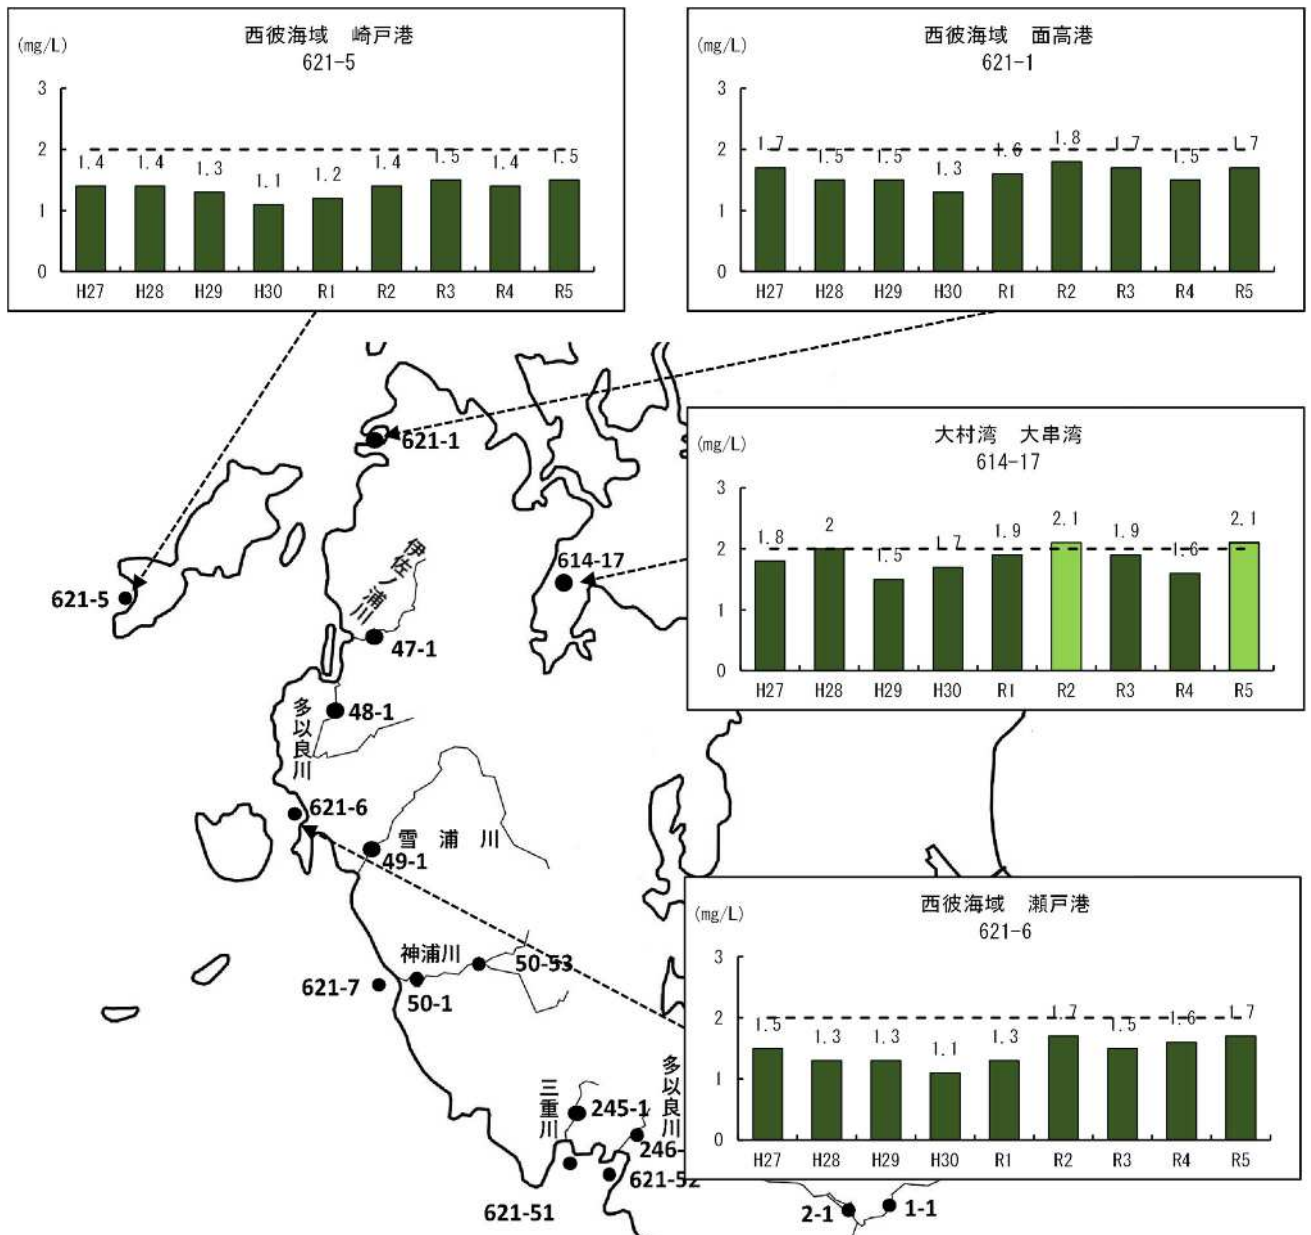 西彼海域 崎戸港
621-5
(mg/L)
3
2
1
0
1.4
1.4
1.3
1.1
1.2
1.4
1.5
1.4
1.5
H27
H28
H29
H30
R1
R2
R3
R4
R5
西彼海域 面高港
621-1
(mg/L)
3
2
1
0
1.7
1.5
1.5
1.3
1.6
1.8
1.7
1.5
1.7
H27
H28
H29
H30
R1
R2
R3
R4
R5
大村湾 大串湾
614-17
(mg/L)
3
2
1
0
1.8
2
1.5
1.7
1.9
2.1
1.9
1.6
2.1
H27
H28
H29
H30
R1
R2
R3
R4
R5
西彼海域 瀬戸港
621-6
(mg/L)
3
2
1
0
1.5
1.3
1.3
1.1
1.3
1.7
1.5
1.6
1.7
H27
H28
H29
H30
R1
R2
R3
R4
R5
621-1
伊佐ノ浦川
614-17
621-5
47-1
多以良川
48-1
621-6
雪浦川
49-1
神浦川
50-53
621-7
50-1
三重川
245-1
多以良川
246-
621-52
621-51
2-1
1-1